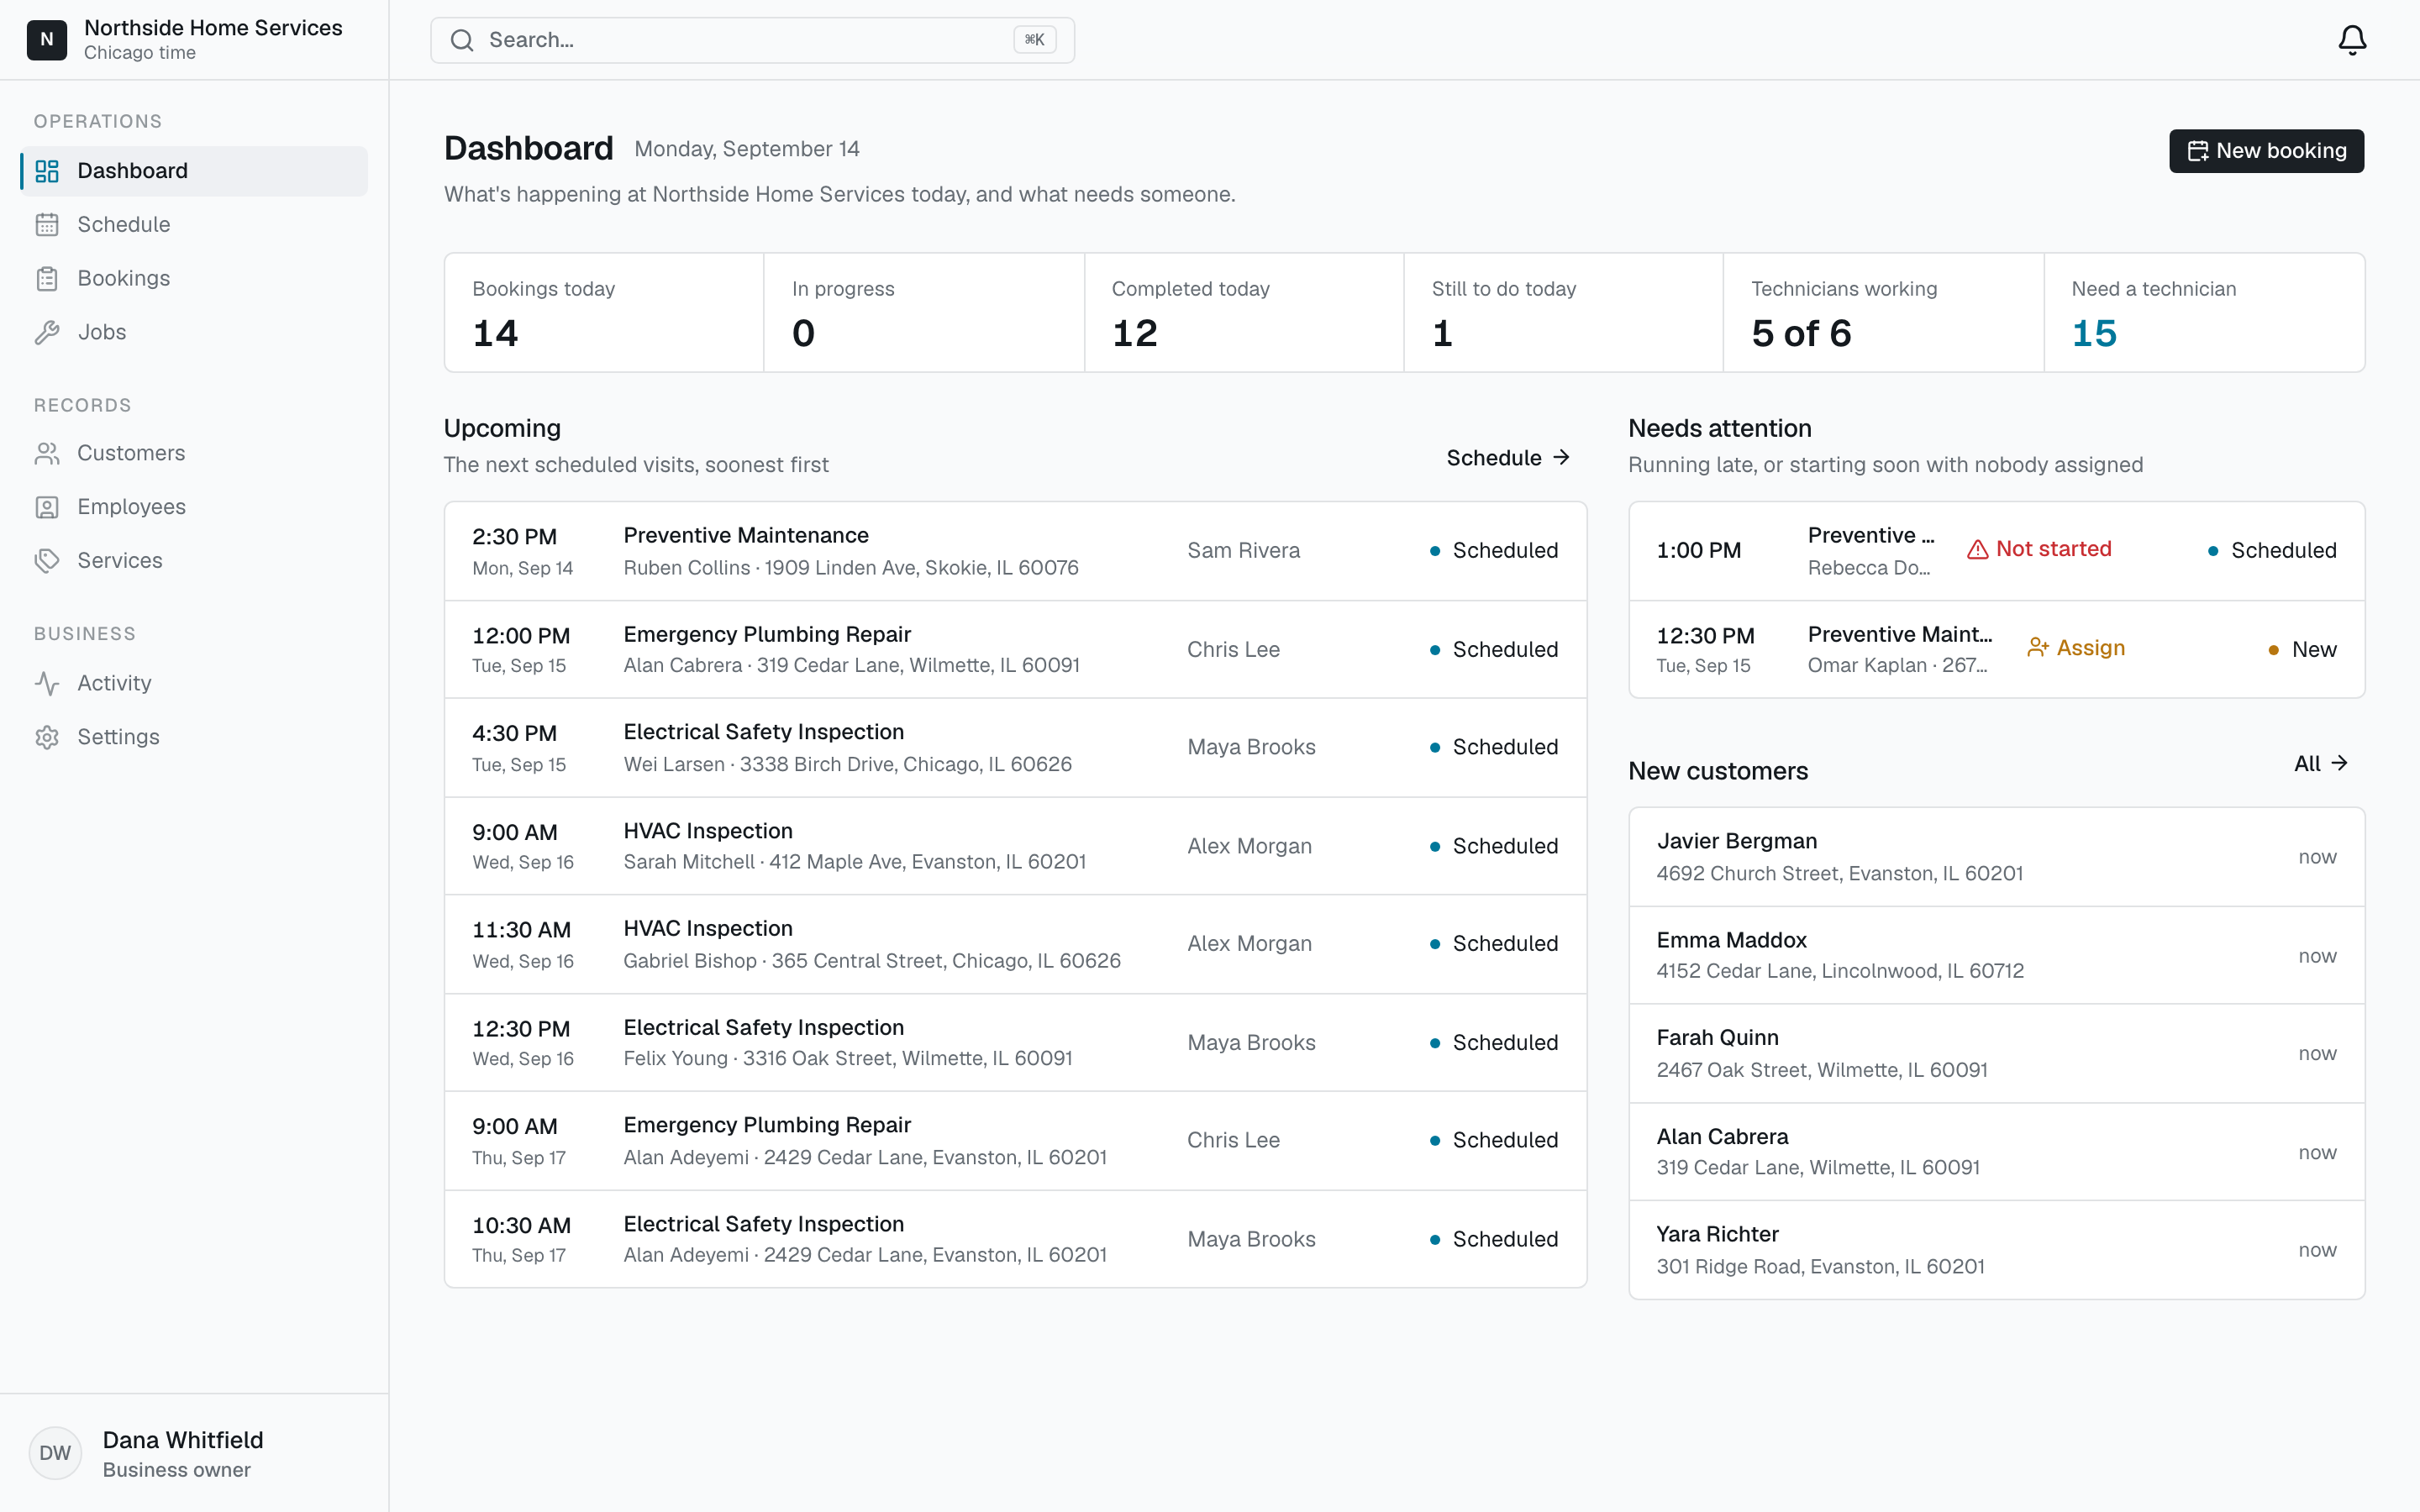 N
Northside Home Services
Chicago time
Search...
⌘K
OPERATIONS
Dashboard
Schedule
Bookings
Jobs
RECORDS
Customers
Employees
Services
BUSINESS
Activity
Settings
DW
Dana Whitfield
Business owner
Dashboard Monday, September 14
What's happening at Northside Home Services today, and what needs someone.
New booking
Bookings today
14
In progress
0
Completed today
12
Still to do today
1
Technicians working
5 of 6
Need a technician
15
Upcoming
The next scheduled visits, soonest first
Schedule →
2:30 PM Preventive Maintenance
Mon, Sep 14 Ruben Collins · 1909 Linden Ave, Skokie, IL 60076
Sam Rivera
Scheduled
12:00 PM Emergency Plumbing Repair
Tue, Sep 15 Alan Cabrera · 319 Cedar Lane, Wilmette, IL 60091
Chris Lee
Scheduled
4:30 PM Electrical Safety Inspection
Tue, Sep 15 Wei Larsen · 3338 Birch Drive, Chicago, IL 60626
Maya Brooks
Scheduled
9:00 AM HVAC Inspection
Wed, Sep 16 Sarah Mitchell · 412 Maple Ave, Evanston, IL 60201
Alex Morgan
Scheduled
11:30 AM HVAC Inspection
Wed, Sep 16 Gabriel Bishop · 365 Central Street, Chicago, IL 60626
Alex Morgan
Scheduled
12:30 PM Electrical Safety Inspection
Wed, Sep 16 Felix Young · 3316 Oak Street, Wilmette, IL 60091
Maya Brooks
Scheduled
9:00 AM Emergency Plumbing Repair
Thu, Sep 17 Alan Adeyemi · 2429 Cedar Lane, Evanston, IL 60201
Chris Lee
Scheduled
10:30 AM Electrical Safety Inspection
Thu, Sep 17 Alan Adeyemi · 2429 Cedar Lane, Evanston, IL 60201
Maya Brooks
Scheduled
Needs attention
Running late, or starting soon with nobody assigned
1:00 PM
Preventive ...
Rebecca Do...
Not started
Scheduled
12:30 PM Preventive Maint...
Tue, Sep 15 Omar Kaplan · 267...
Assign
New
New customers
All →
Javier Bergman
4692 Church Street, Evanston, IL 60201
now
Emma Maddox
4152 Cedar Lane, Lincolnwood, IL 60712
now
Farah Quinn
2467 Oak Street, Wilmette, IL 60091
now
Alan Cabrera
319 Cedar Lane, Wilmette, IL 60091
now
Yara Richter
301 Ridge Road, Evanston, IL 60201
now